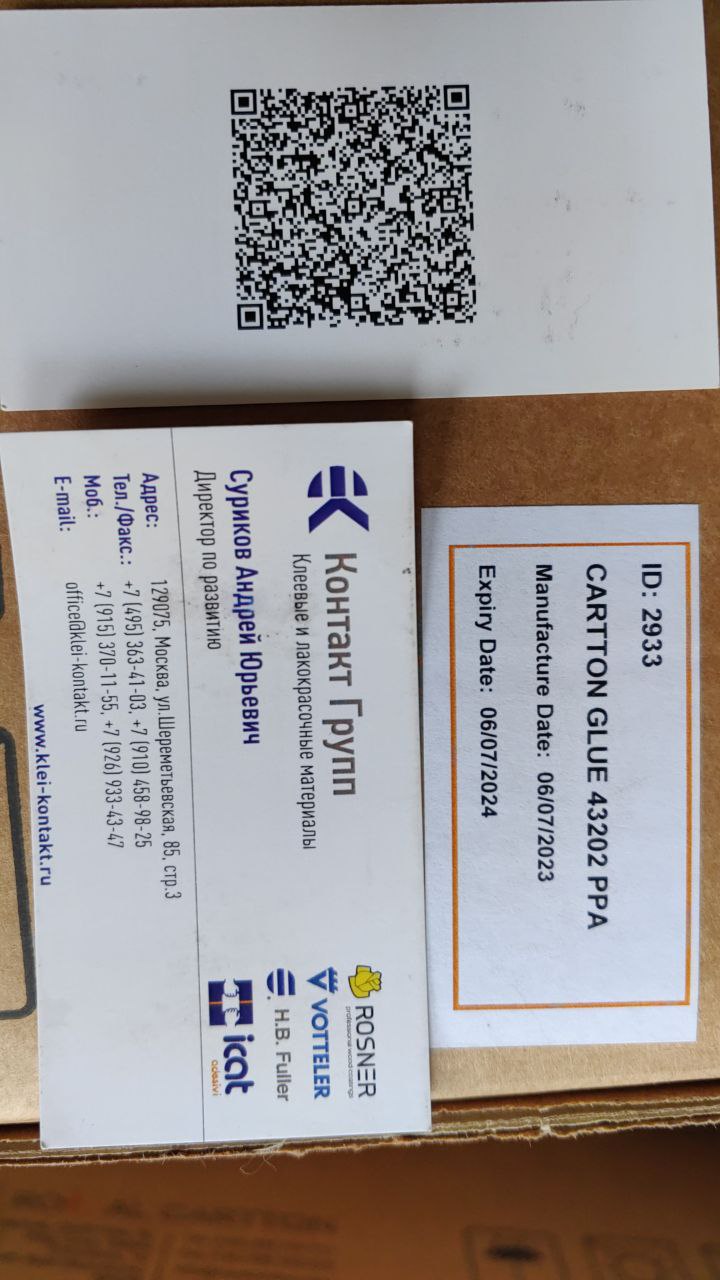 Контакт Групп
Клеевые и лакокрасочные материалы
Суриков Андрей Юрьевич
Директор по развитию
Адрес: 129075, Москва, ул.Шереметьевская, 85, стр.3
Тел./Факс.: +7 (495) 363-41-03, +7 (910) 458-98-25
Моб.: +7 (915) 370-11-55, +7 (926) 933-43-47
E-mail: office@klei-kontakt.ru
www.klei-kontakt.ru
ROSNER
professional wood coatings
VOTTELER
H.B. Fuller
icat
adesivi
ID: 2933
CARTTON GLUE 43202 PPA
Manufacture Date: 06/07/2023
Expiry Date: 06/07/2024
CARTTON